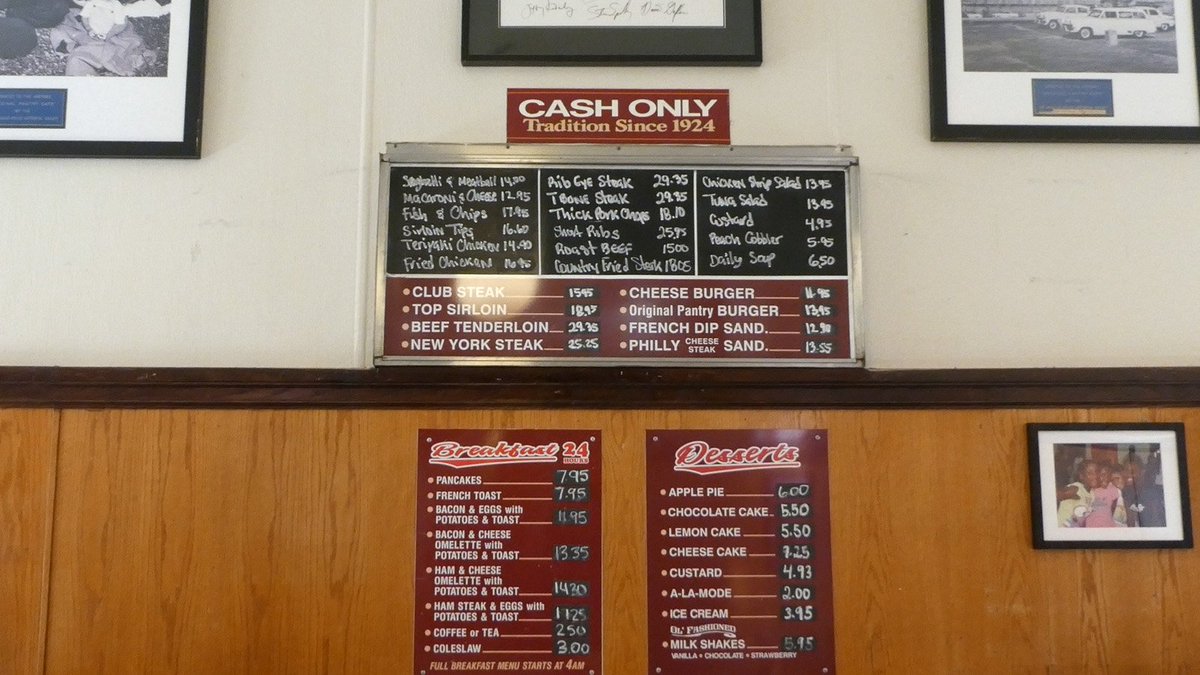 CASH ONLY
Tradition Since 1924
Spaghetti & Meatball 14.00
Macaroni & Cheese 12.95
Fish & Chips 17.95
Sirloin Tips 16.60
Teriyaki Chicken 14.90
Fried Chicken 16.95
Rib Eye Steak 29.35
T Bone Steak 29.85
Thick Pork Chops 18.10
Short Ribs 25.95
Roast Beef 1500
Country Fried Steak 1805
Chicken Strip Salad 13.95
Tuna Salad 13.95
Custard 4.95
Peach Cobbler 5.95
Daily Soup 6.50
CLUB STEAK 1595
TOP SIRLOIN 18.95
BEEF TENDERLOIN 29.35
NEW YORK STEAK 25.25
CHEESE BURGER 11.95
Original Pantry BURGER 13.95
FRENCH DIP SAND. 12.90
PHILLY CHEESE STEAK SAND. 13.55
Breakfast 24 HOURS
PANCAKES 7.95
FRENCH TOAST 7.95
BACON & EGGS with
POTATOES & TOAST 11.95
BACON & CHEESE
OMELETTE with
POTATOES & TOAST 13.35
HAM & CHEESE
OMELETTE with
POTATOES & TOAST 14.20
HAM STEAK & EGGS with
POTATOES & TOAST 17.25
COFFEE or TEA 2.50
COLESLAW 3.00
FULL BREAKFAST MENU STARTS AT 4AM
Desserts
APPLE PIE 6.00
CHOCOLATE CAKE 5.50
LEMON CAKE 5.50
CHEESE CAKE 7.25
CUSTARD 4.93
A-LA-MODE 2.00
ICE CREAM 3.95
OL' FASHIONED
MILK SHAKES 5.95
VANILLA • CHOCOLATE • STRAWBERRY